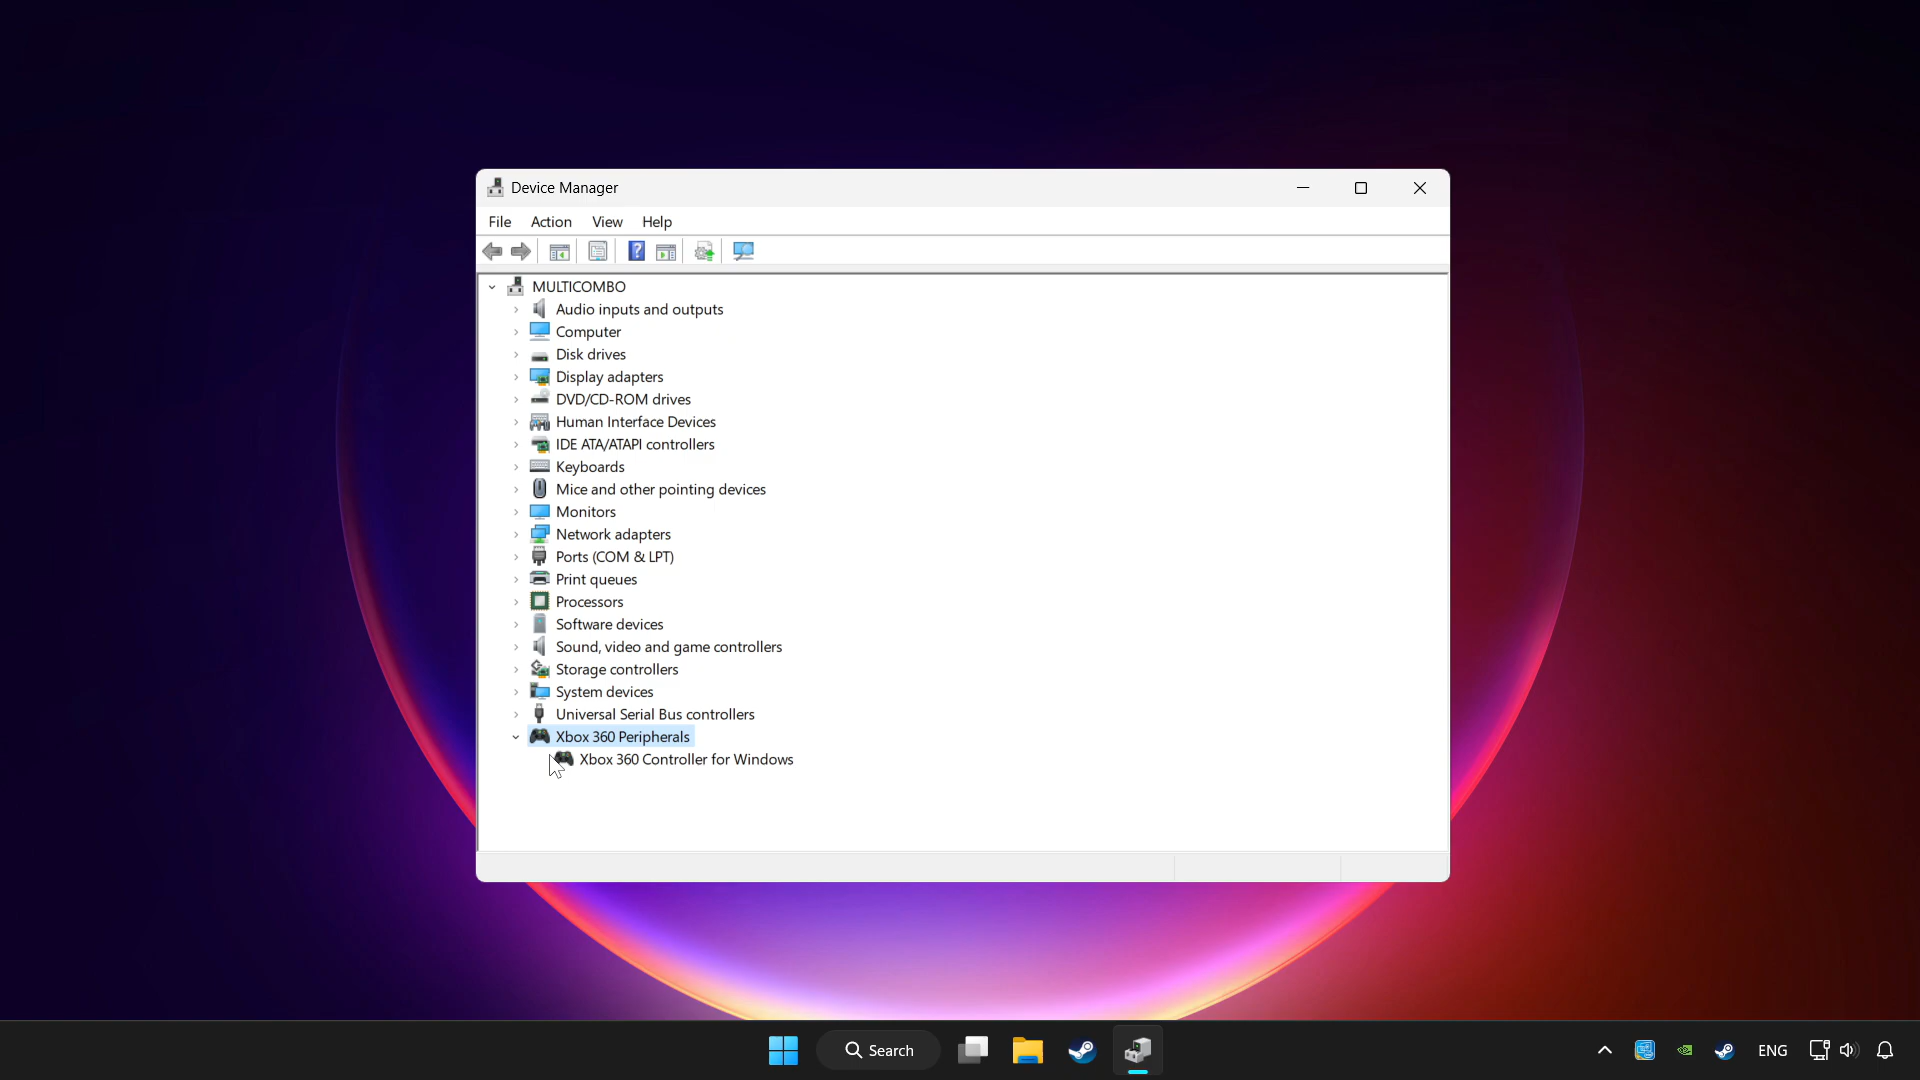 Device Manager
File Action View Help
MULTICOMBO
Audio inputs and outputs
Computer
Disk drives
Display adapters
DVD/CD-ROM drives
Human Interface Devices
IDE ATA/ATAPI controllers
Keyboards
Mice and other pointing devices
Monitors
Network adapters
Ports (COM & LPT)
Print queues
Processors
Software devices
Sound, video and game controllers
Storage controllers
System devices
Universal Serial Bus controllers
Xbox 360 Peripherals
Xbox 360 Controller for Windows
Search
ENG